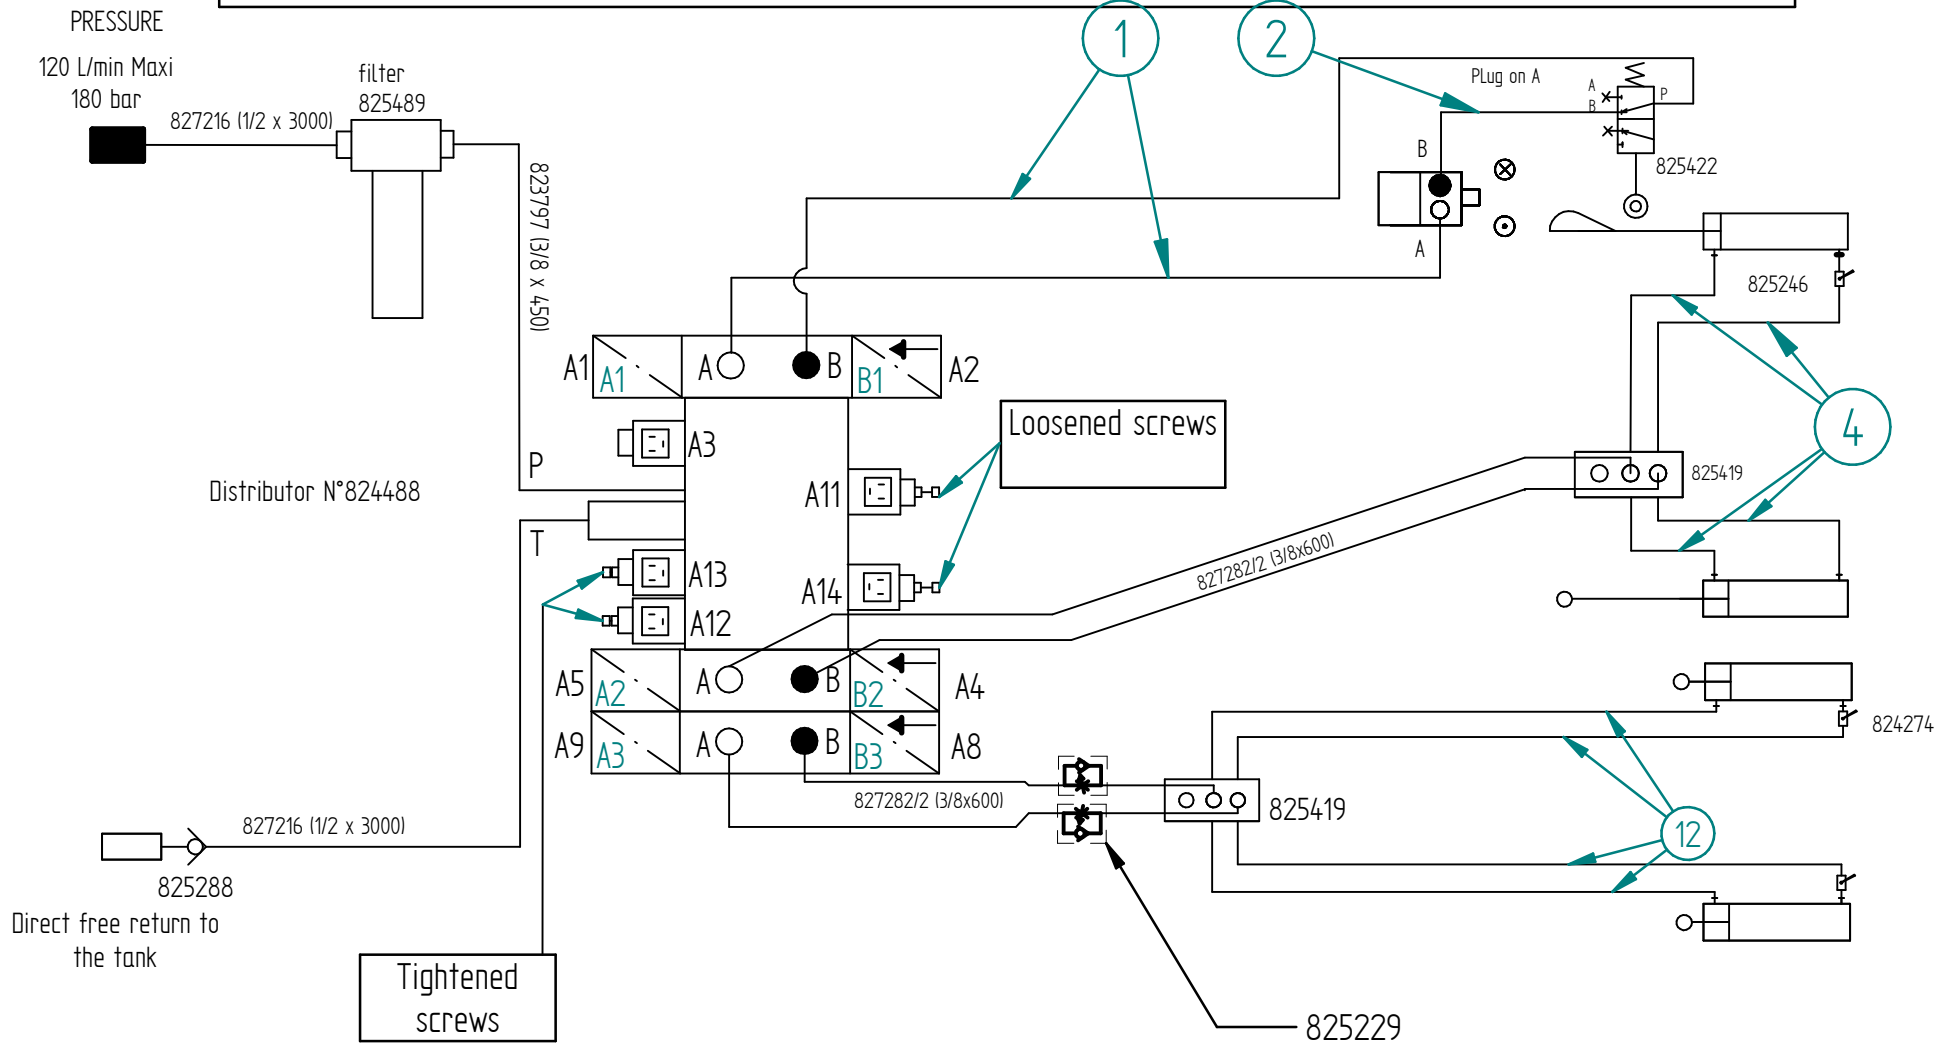 PRESSURE
120 L/min Maxi
180 bar
827216 (1/2 x 3000)
filter
825489
823797 (3/8 x 450)
1
2
PLug on A
A
B
P
825422
B
A
825246
A1
A1
A
B
B1
A2
A3
P
Distributor N°824488
T
A13
A12
A11
A14
Loosened screws
827282/2 (3/8x600)
825419
4
A5
A2
A
B
B2
A4
A9
A3
A
B
B3
A8
827282/2 (3/8x600)
825419
824274
12
827216 (1/2 x 3000)
825288
Direct free return to
the tank
Tightened
screws
825229